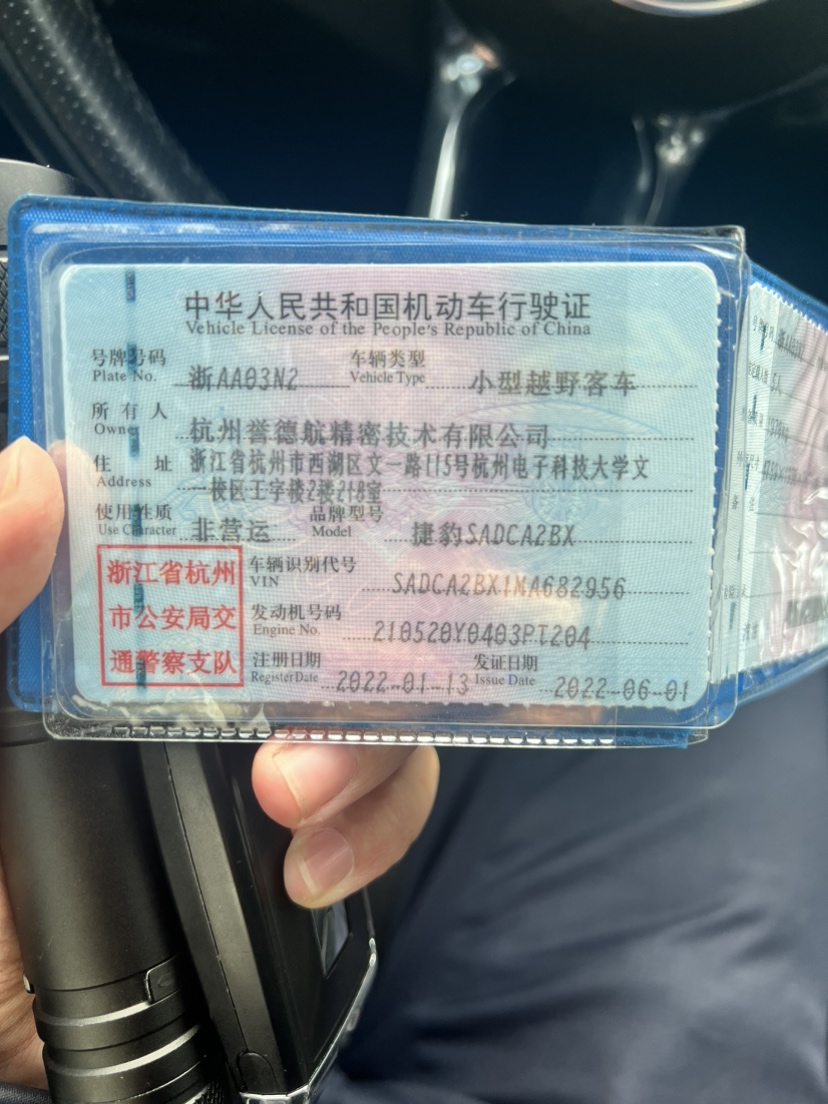 中华人民共和国机动车行驶证
Vehicle License of the People's Republic of China
号牌号码 浙AA03N2 车辆类型 小型越野客车
Plate No. Vehicle Type
所有人 杭州誉德航精密技术有限公司
Owner
住址 浙江省杭州市西湖区文一路115号杭州电子科技大学文
Address 一校区工字楼2楼218室
使用性质 非营运 品牌型号 捷豹SADCA2BX
Use Character Model
浙江省杭州
市公安局交
通警察支队
车辆识别代号 SADCA2BX1MA682956
VIN
发动机号码 210520Y0403PT204
Engine No.
注册日期 2022-01-13 发证日期 2022-06-01
Register Date Issue Date